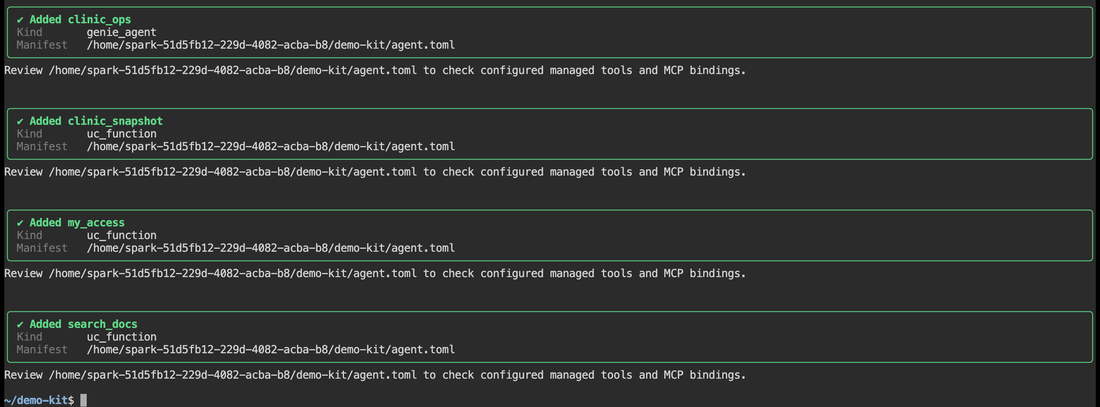 ✔ Added clinic_ops
Kind genie_agent
Manifest /home/spark-51d5fb12-229d-4082-acba-b8/demo-kit/agent.toml
Review /home/spark-51d5fb12-229d-4082-acba-b8/demo-kit/agent.toml to check configured managed tools and MCP bindings.
✔ Added clinic_snapshot
Kind uc_function
Manifest /home/spark-51d5fb12-229d-4082-acba-b8/demo-kit/agent.toml
Review /home/spark-51d5fb12-229d-4082-acba-b8/demo-kit/agent.toml to check configured managed tools and MCP bindings.
✔ Added my_access
Kind uc_function
Manifest /home/spark-51d5fb12-229d-4082-acba-b8/demo-kit/agent.toml
Review /home/spark-51d5fb12-229d-4082-acba-b8/demo-kit/agent.toml to check configured managed tools and MCP bindings.
✔ Added search_docs
Kind uc_function
Manifest /home/spark-51d5fb12-229d-4082-acba-b8/demo-kit/agent.toml
Review /home/spark-51d5fb12-229d-4082-acba-b8/demo-kit/agent.toml to check configured managed tools and MCP bindings.
~/demo-kit$